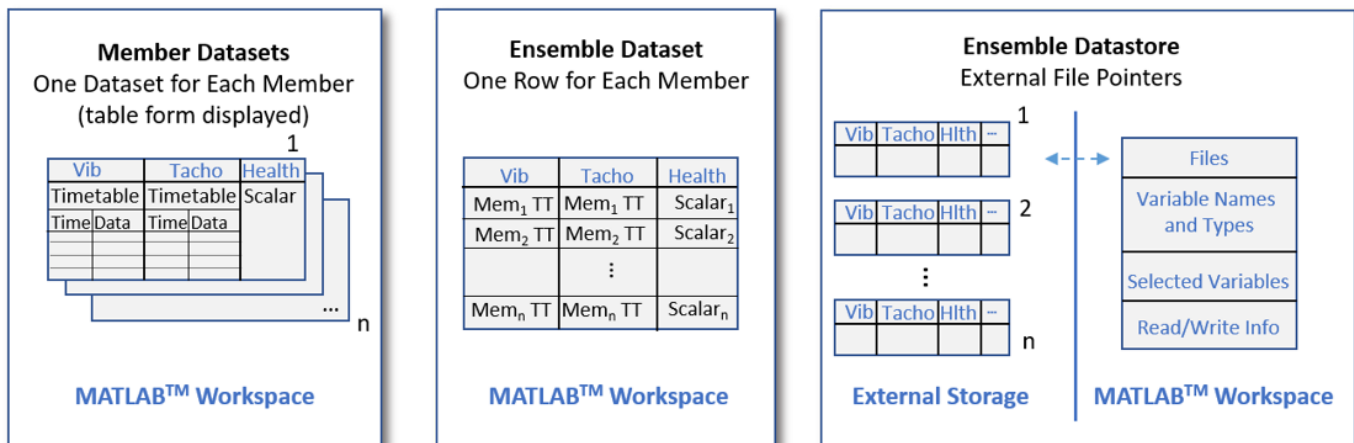 Member Datasets
One Dataset for Each Member
(table form displayed)
1
Vib Tacho Health
Timetable Timetable Scalar
Time Data Time Data
...
n
MATLAB™ Workspace
Ensemble Dataset
One Row for Each Member
Vib Tacho Health
Mem₁ TT Mem₁ TT Scalar₁
Mem₂ TT Mem₂ TT Scalar₂
⋮
Memₙ TT Memₙ TT Scalarₙ
MATLAB™ Workspace
Ensemble Datastore
External File Pointers
1
Vib Tacho Hlth ...
2
Vib Tacho Hlth ...
⋮
Vib Tacho Hlth ...
n
External Storage
Files
Variable Names
and Types
Selected Variables
Read/Write Info
MATLAB™ Workspace